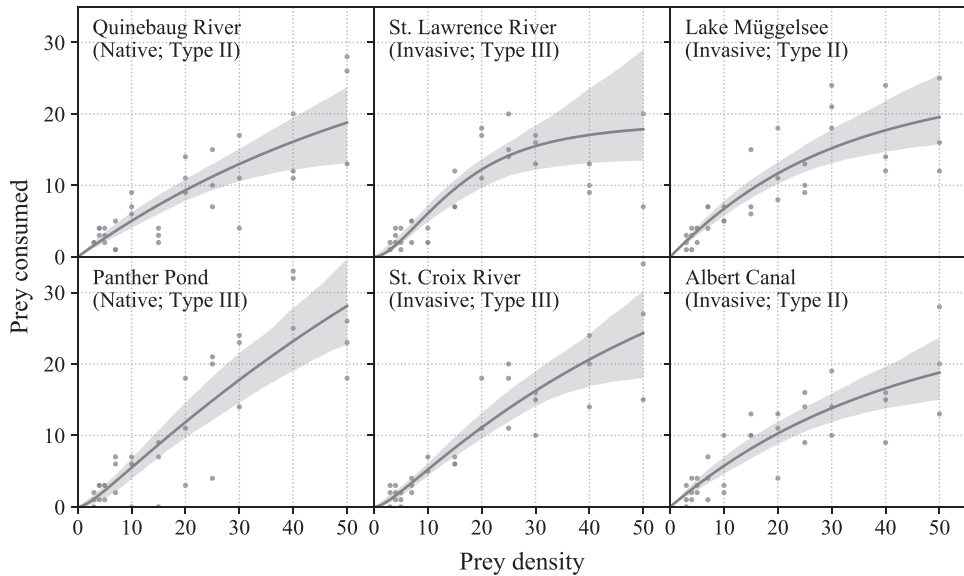 Quinebaug River
(Native; Type II)
St. Lawrence River
(Invasive; Type III)
Lake Müggelsee
(Invasive; Type II)
30
20
10
0
Panther Pond
(Native; Type III)
St. Croix River
(Invasive; Type III)
Albert Canal
(Invasive; Type II)
30
20
10
0
Prey consumed
0 10 20 30 40 50 0 10 20 30 40 50 0 10 20 30 40 50
Prey density